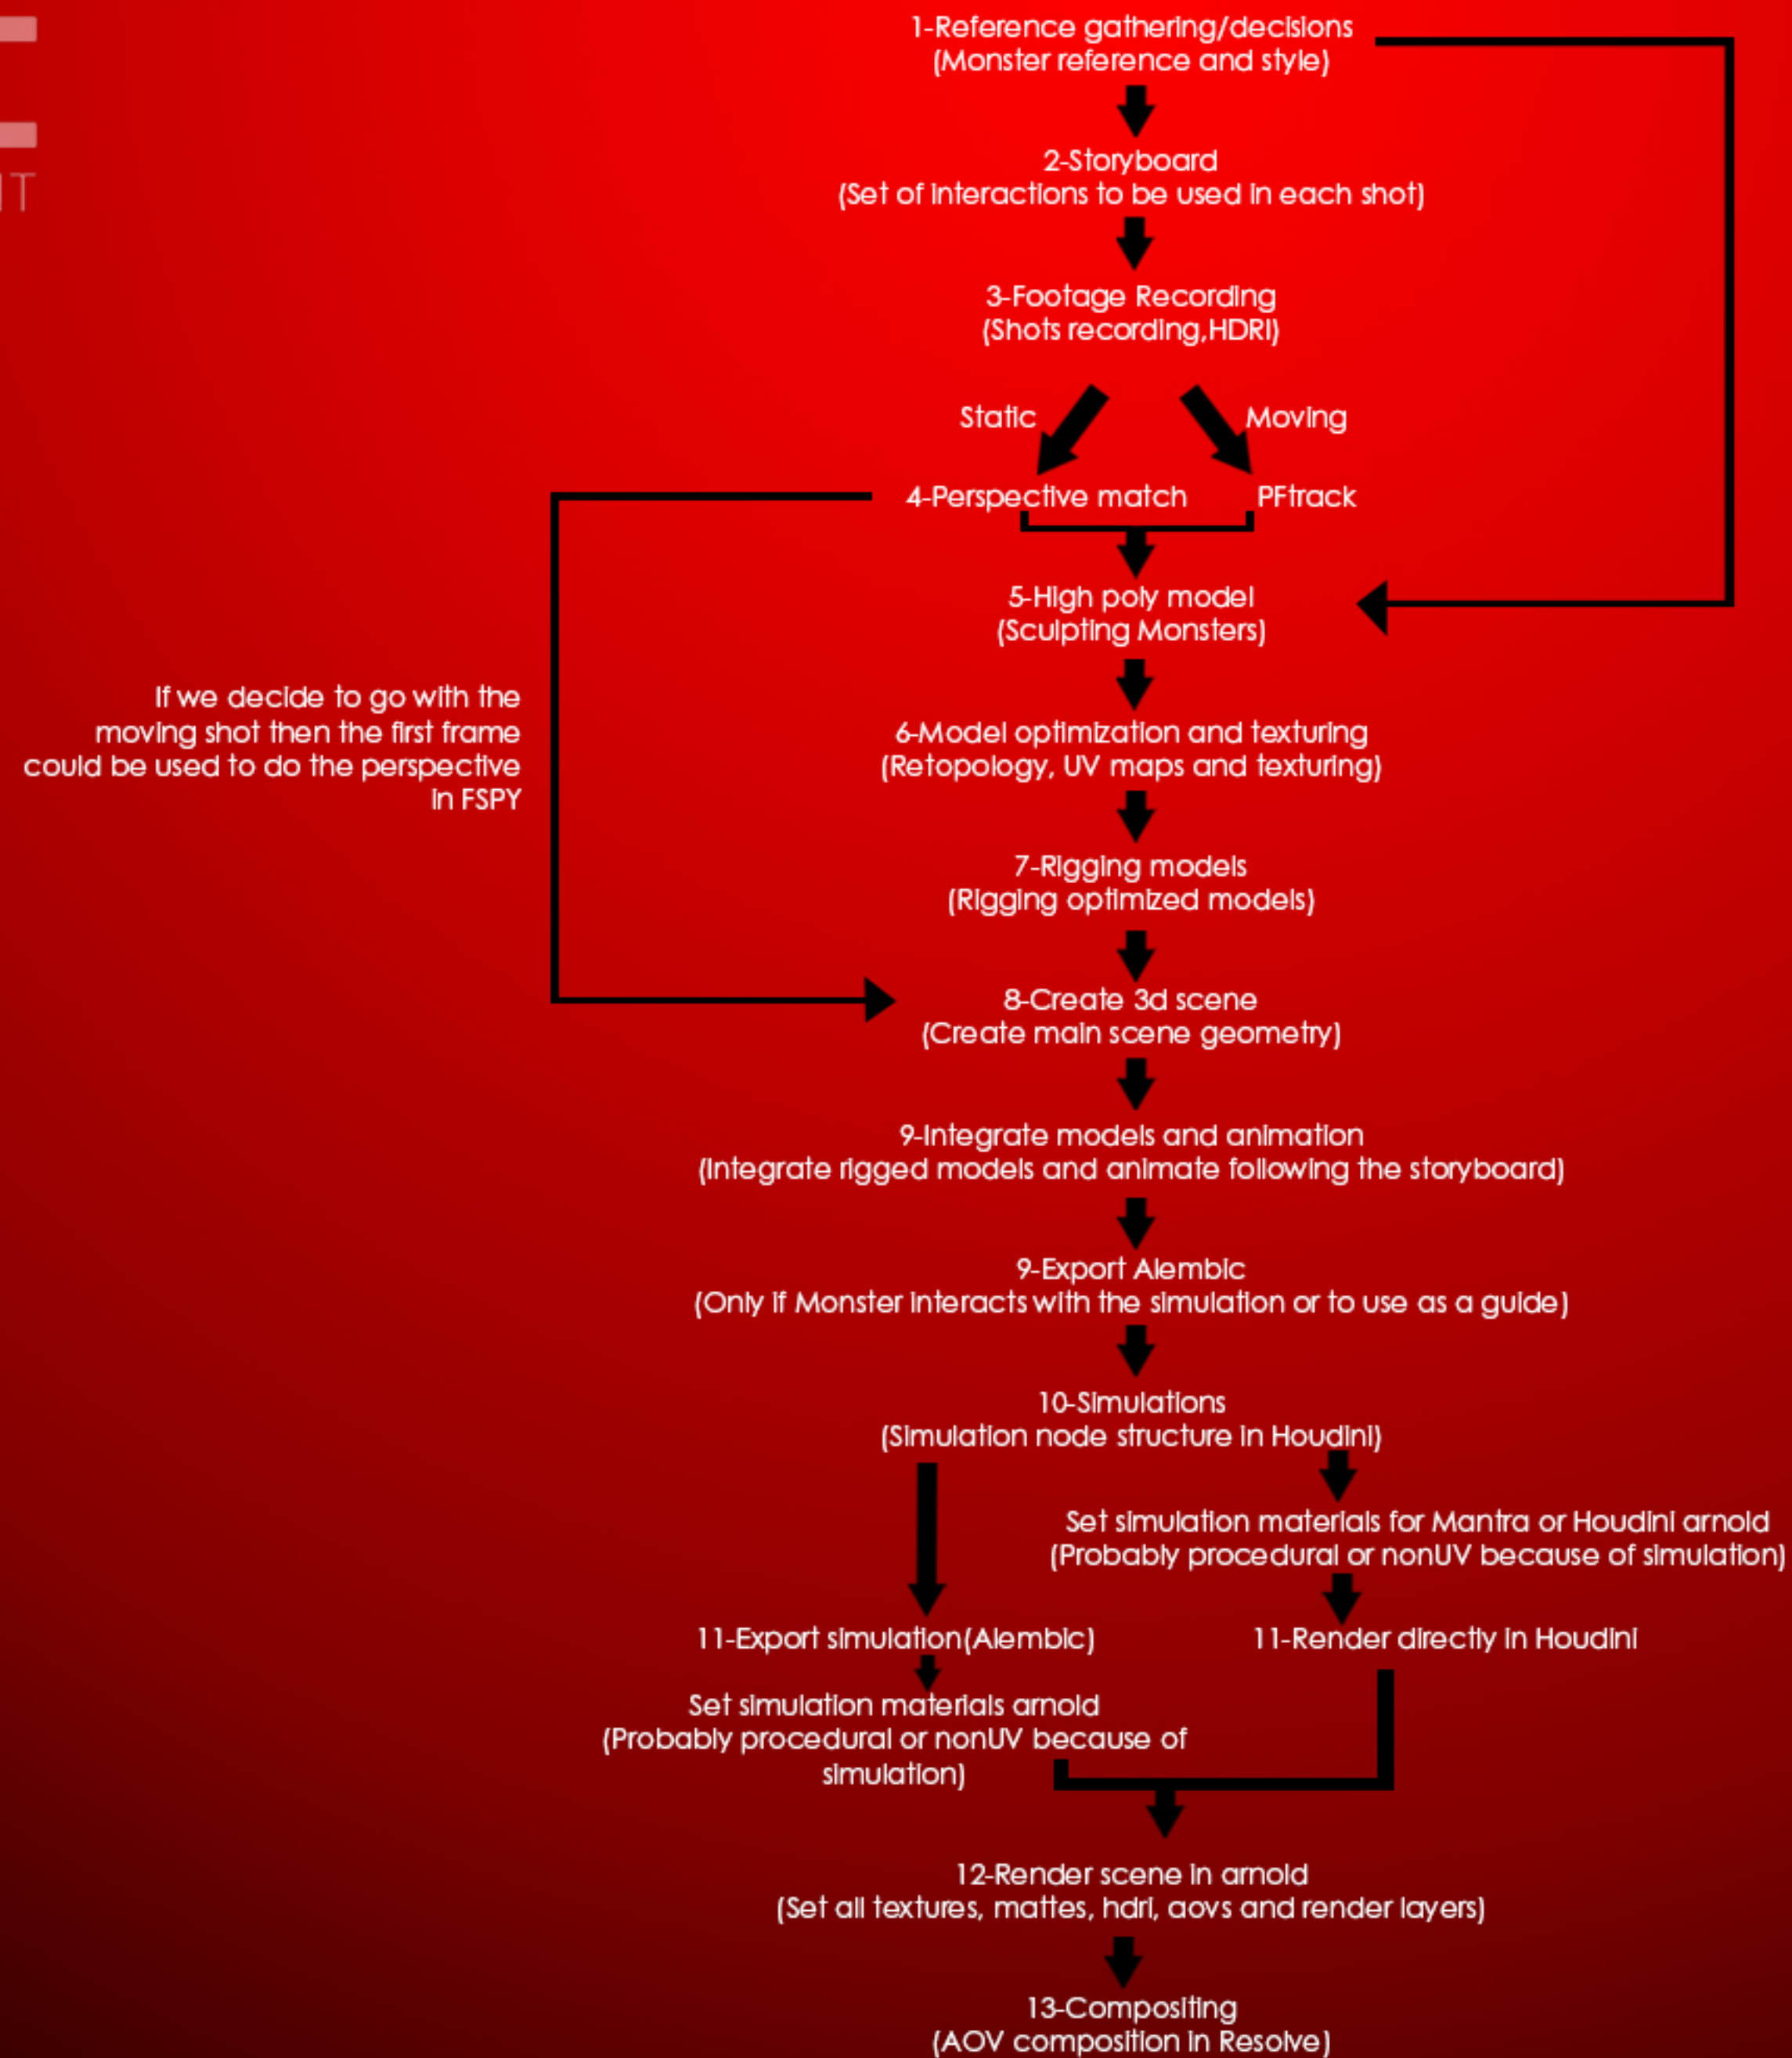 1-Reference gathering/decisions
(Monster reference and style)
2-Storyboard
(Set of interactions to be used in each shot)
3-Footage Recording
(Shots recording,HDRI)
Static
Moving
4-Perspective match
PFtrack
5-High poly model
(Sculpting Monsters)
If we decide to go with the
moving shot then the first frame
could be used to do the perspective
in FSPY
6-Model optimization and texturing
(Retopology, UV maps and texturing)
7-Rigging models
(Rigging optimized models)
8-Create 3d scene
(Create main scene geometry)
9-Integrate models and animation
(Integrate rigged models and animate following the storyboard)
9-Export Alembic
(Only if Monster interacts with the simulation or to use as a guide)
10-Simulations
(Simulation node structure in Houdini)
Set simulation materials for Mantra or Houdini arnold
(Probably procedural or nonUV because of simulation)
11-Export simulation(Alembic)
11-Render directly in Houdini
Set simulation materials arnold
(Probably procedural or nonUV because of
simulation)
12-Render scene in arnold
(Set all textures, mattes, hdri, aovs and render layers)
13-Compositing
(AOV composition in Resolve)